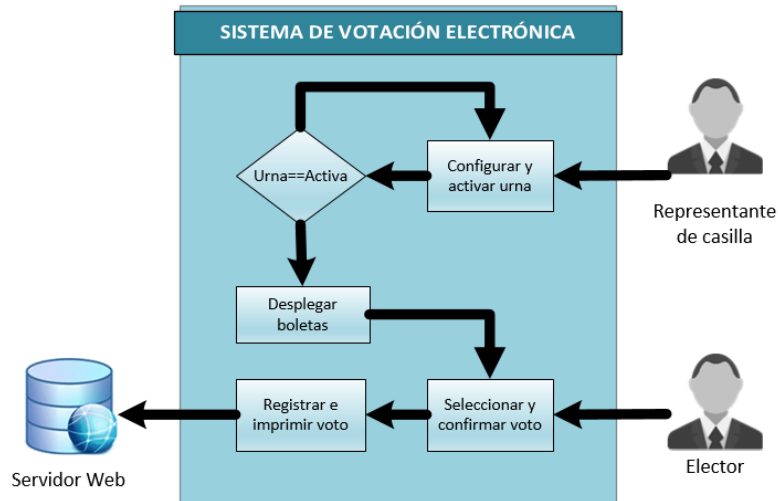 SISTEMA DE VOTACIÓN ELECTRÓNICA
Urna==Activa
Configurar y
activar urna
Representante
de casilla
Desplegar
boletas
Registrar e
imprimir voto
Seleccionar y
confirmar voto
Servidor Web
Elector